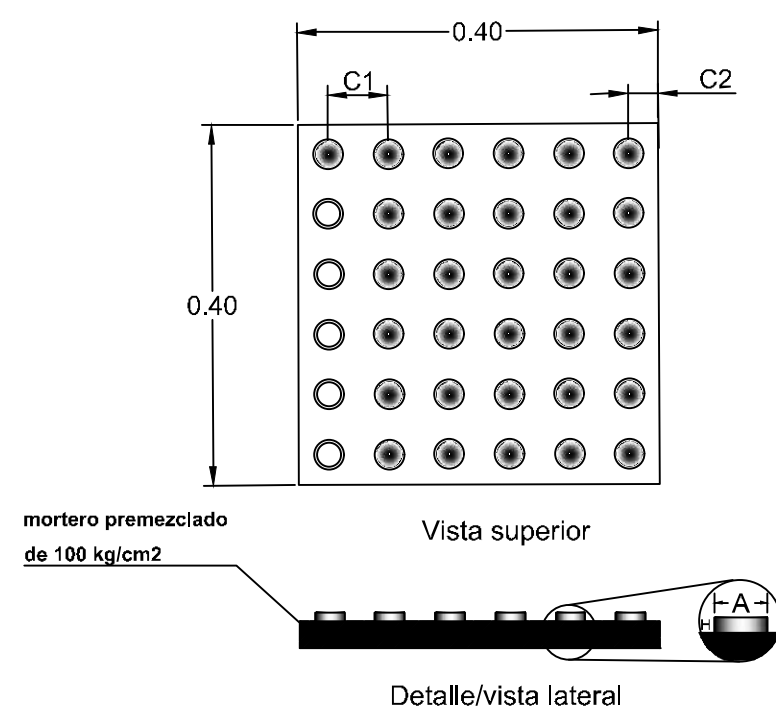 0.40
C1
C2
0.40
mortero premezclado
de 100 kg/cm2
Vista superior
A
H
Detalle/vista lateral